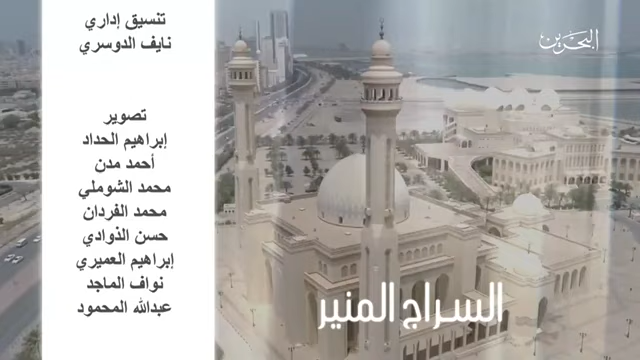 تنسيق إداري
نايف الدوسري
تصوير
إبراهيم الحداد
أحمد مدن
محمد الشوملي
محمد الفردان
حسن الذوادي
إبراهيم العميري
نواف الماجد
عبدالله المحمود
البحرين
السراج المنير